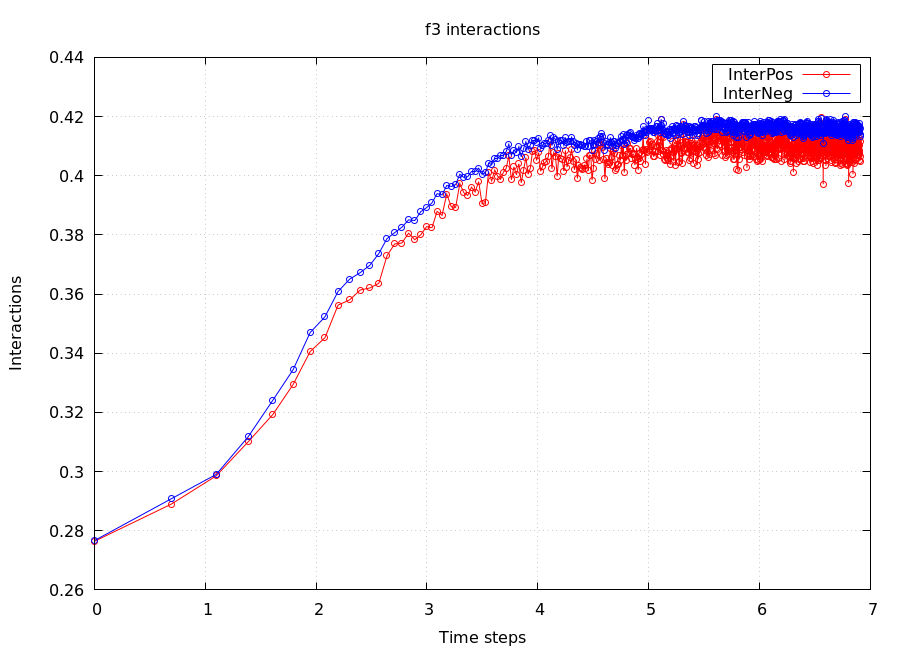 f3 interactions
InterPos
InterNeg
0.44
0.42
0.4
0.38
0.36
0.34
0.32
0.3
0.28
0.26
Interactions
0 1 2 3 4 5 6 7
Time steps